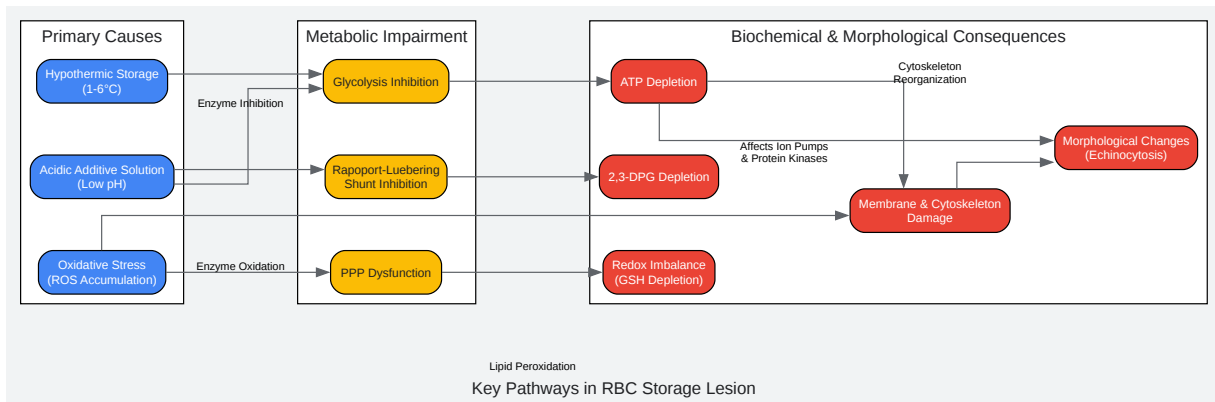 Primary Causes
Hypothermic Storage
(1-6°C)
Acidic Additive Solution
(Low pH)
Oxidative Stress
(ROS Accumulation)
Enzyme Inhibition
Enzyme Oxidation
Metabolic Impairment
Glycolysis Inhibition
Rapoport-Luebering
Shunt Inhibition
PPP Dysfunction
Biochemical & Morphological Consequences
ATP Depletion
Cytoskeleton
Reorganization
Affects Ion Pumps
& Protein Kinases
Morphological Changes
(Echinocytosis)
2,3-DPG Depletion
Membrane & Cytoskeleton
Damage
Redox Imbalance
(GSH Depletion)
Lipid Peroxidation
Key Pathways in RBC Storage Lesion